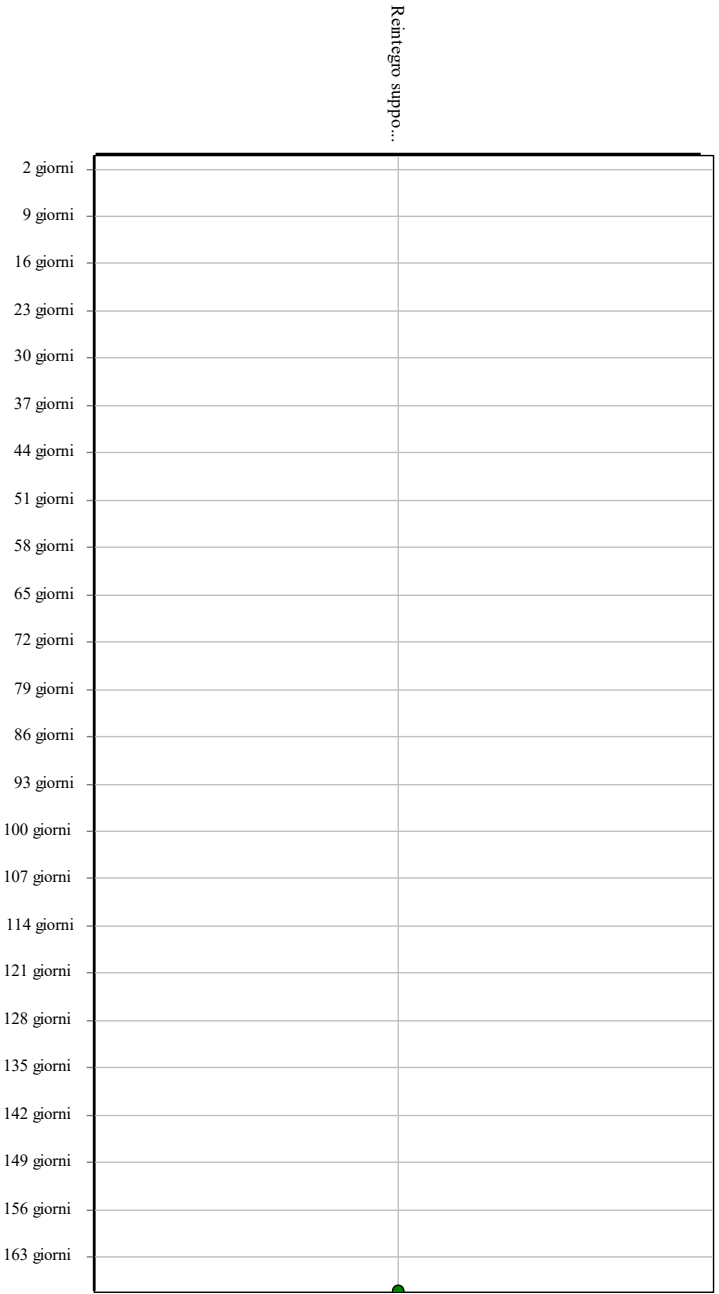 Reintegro suppo...
2 giorni
9 giorni
16 giorni
23 giorni
30 giorni
37 giorni
44 giorni
51 giorni
58 giorni
65 giorni
72 giorni
79 giorni
86 giorni
93 giorni
100 giorni
107 giorni
114 giorni
121 giorni
128 giorni
135 giorni
142 giorni
149 giorni
156 giorni
163 giorni